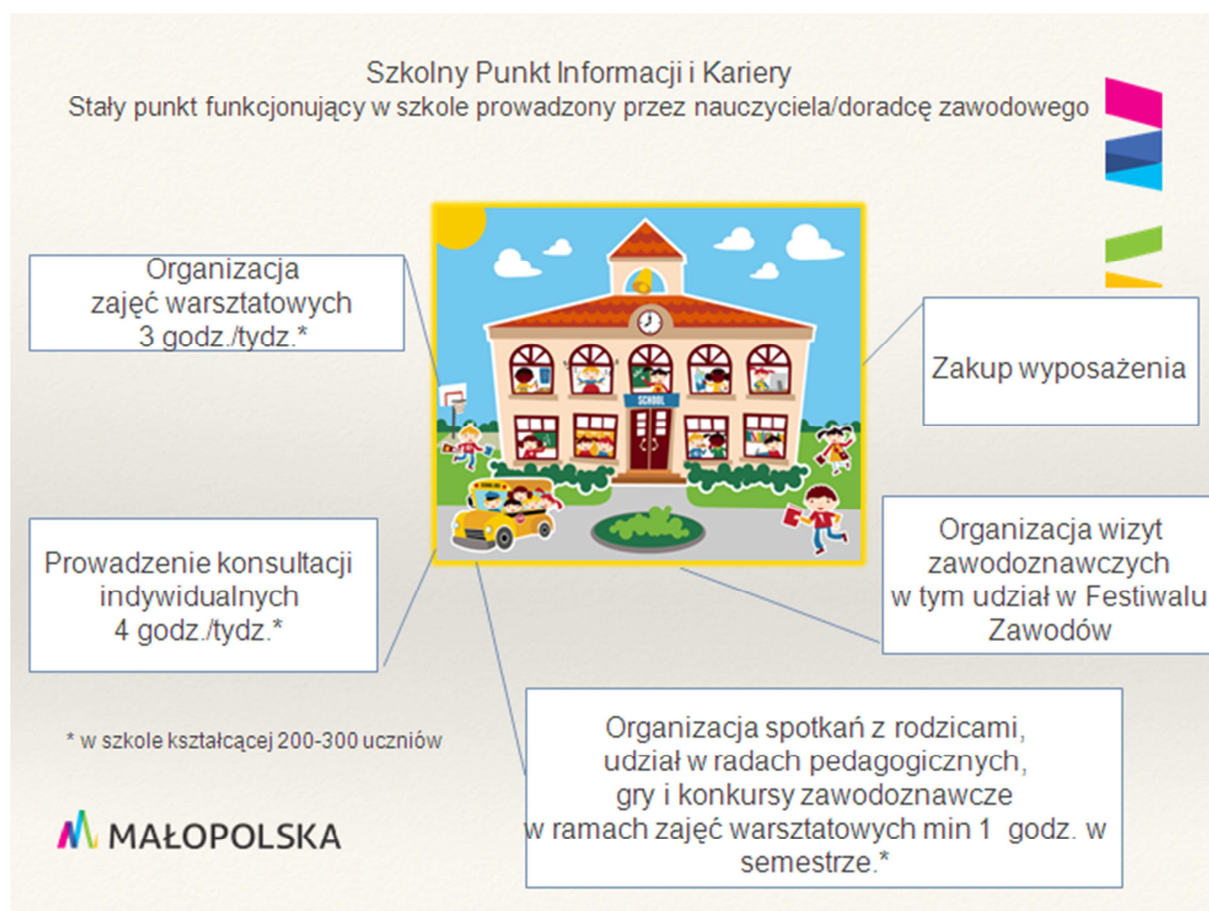 Szkolny Punkt Informacji i Kariery
Stały punkt funkcjonujący w szkole prowadzony przez nauczyciela/doradcę zawodowego
Organizacja
zajęć warsztatowych
3 godz./tydz.*
SCHOOL
Zakup wyposażenia
Prowadzenie konsultacji
indywidualnych
4 godz./tydz.*
Organizacja wizyt
zawodoznawczych
w tym udział w Festiwalu
Zawodów
* w szkole kształcącej 200-300 uczniów
Organizacja spotkań z rodzicami,
udział w radach pedagogicznych,
gry i konkursy zawodoznawcze
w ramach zajęć warsztatowych min 1 godz. w
semestrze.*
MAŁOPOLSKA